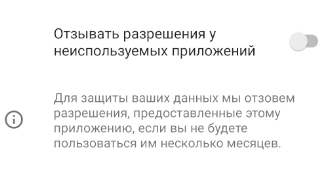 Отзывать разрешения у
неиспользуемых приложений
Для защиты ваших данных мы отзовем
разрешения, предоставленные этому
приложению, если вы не будете
пользоваться им несколько месяцев.